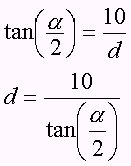 tan(α/2) = 10/d
d = 10/tan(α/2)